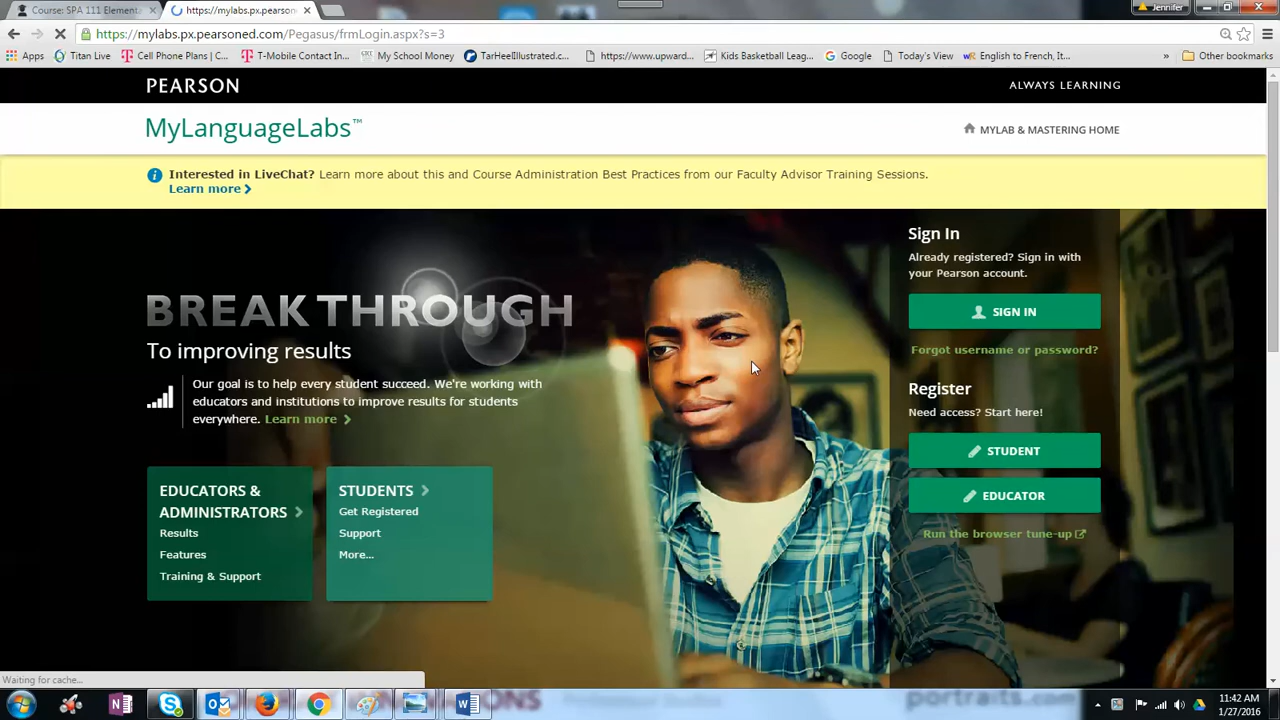 Course: SPA 111 Elementa
https://mylabs.px.pearson
Jennifer
https://mylabs.px.pearsoned.com/Pegasus/frmLogin.aspx?s=3
Apps
Titan Live
Cell Phone Plans | C...
T-Mobile Contact In...
My School Money
TarHeelIllustrated.c...
https://www.upward...
Kids Basketball Leag...
Google
Today's View
English to French, It...
»
Other bookmarks
PEARSON
ALWAYS LEARNING
MyLanguageLabs™
MYLAB & MASTERING HOME
Interested in LiveChat? Learn more about this and Course Administration Best Practices from our Faculty Advisor Training Sessions.
Learn more
BREAKTHROUGH
To improving results
Our goal is to help every student succeed. We're working with
educators and institutions to improve results for students
everywhere. Learn more
EDUCATORS &
ADMINISTRATORS
Results
Features
Training & Support
STUDENTS
Get Registered
Support
More...
Sign In
Already registered? Sign in with
your Pearson account.
SIGN IN
Forgot username or password?
Register
Need access? Start here!
STUDENT
EDUCATOR
Run the browser tune-up
Waiting for cache...
portraits.com
11:42 AM
1/27/2016